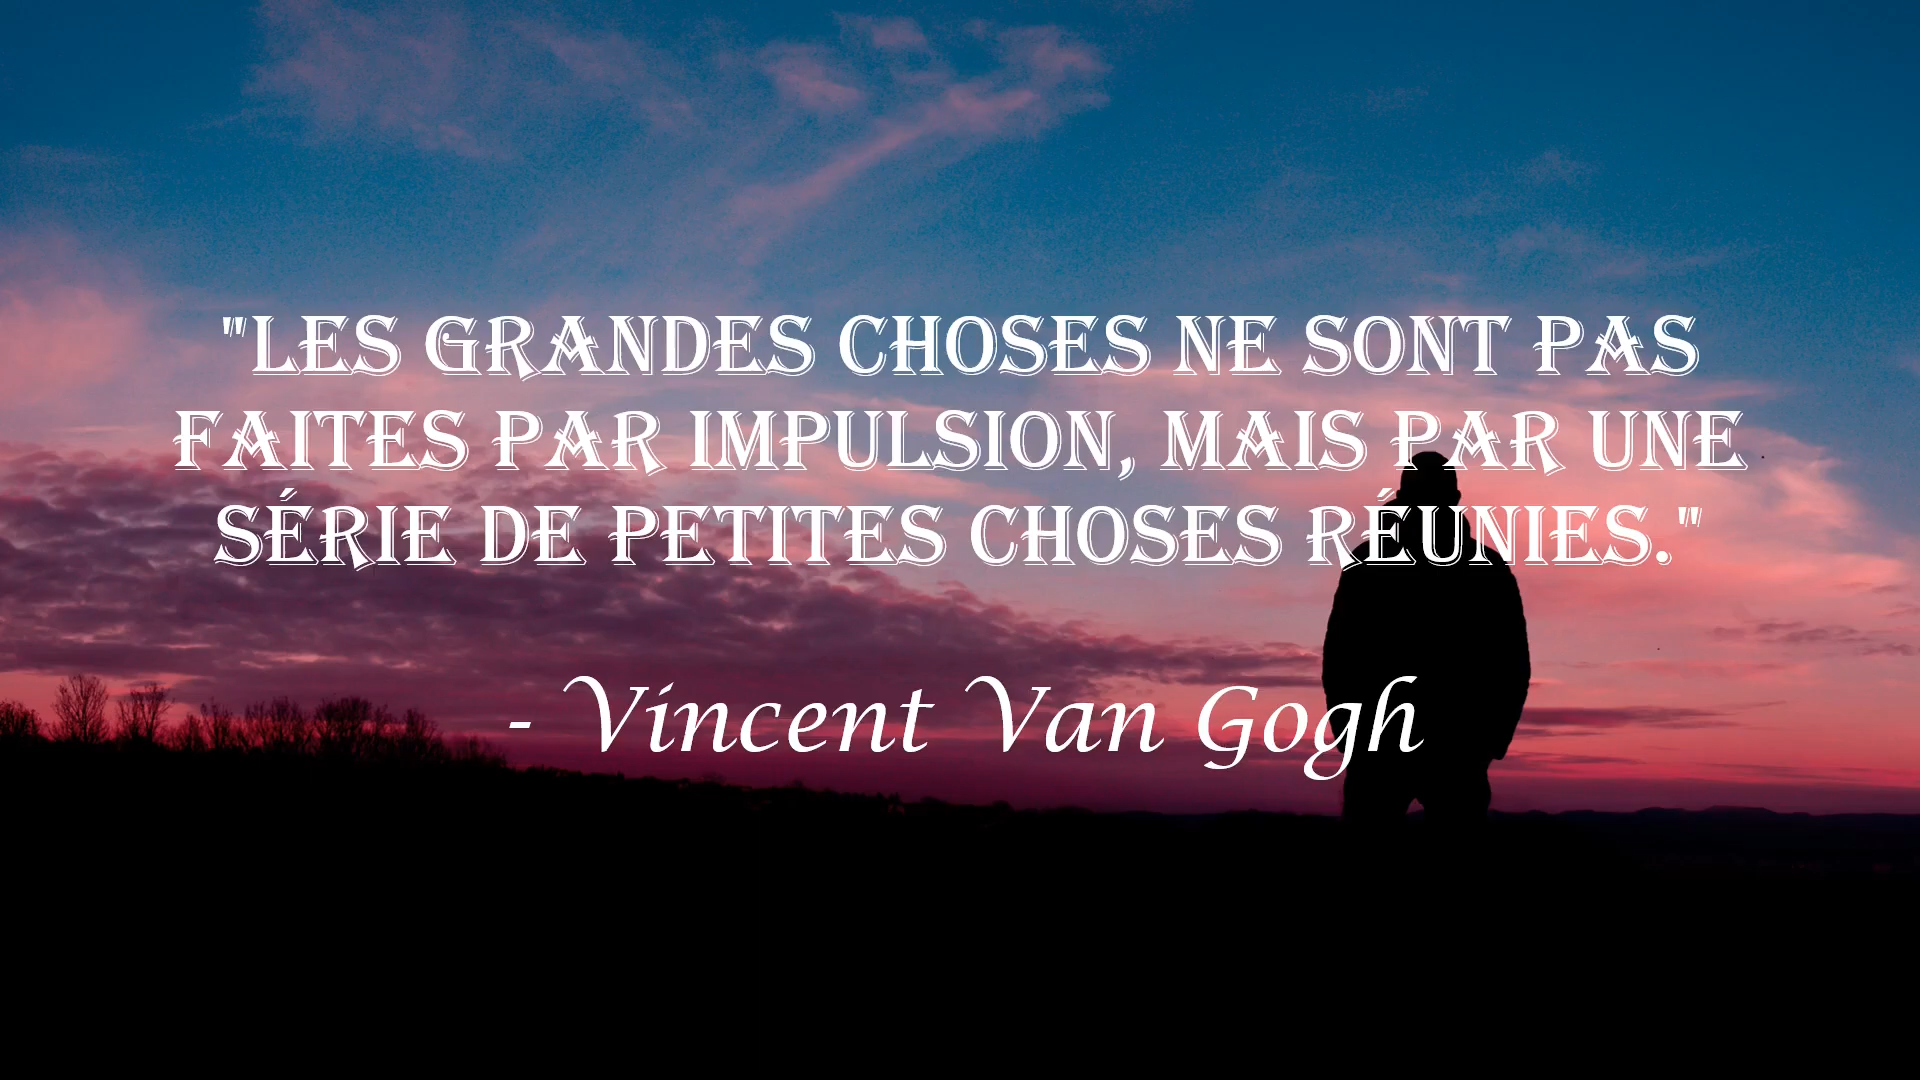 "LES GRANDES CHOSES NE SONT PAS
FAITES PAR IMPULSION, MAIS PAR UNE
SÉRIE DE PETITES CHOSES RÉUNIES."
- Vincent Van Gogh